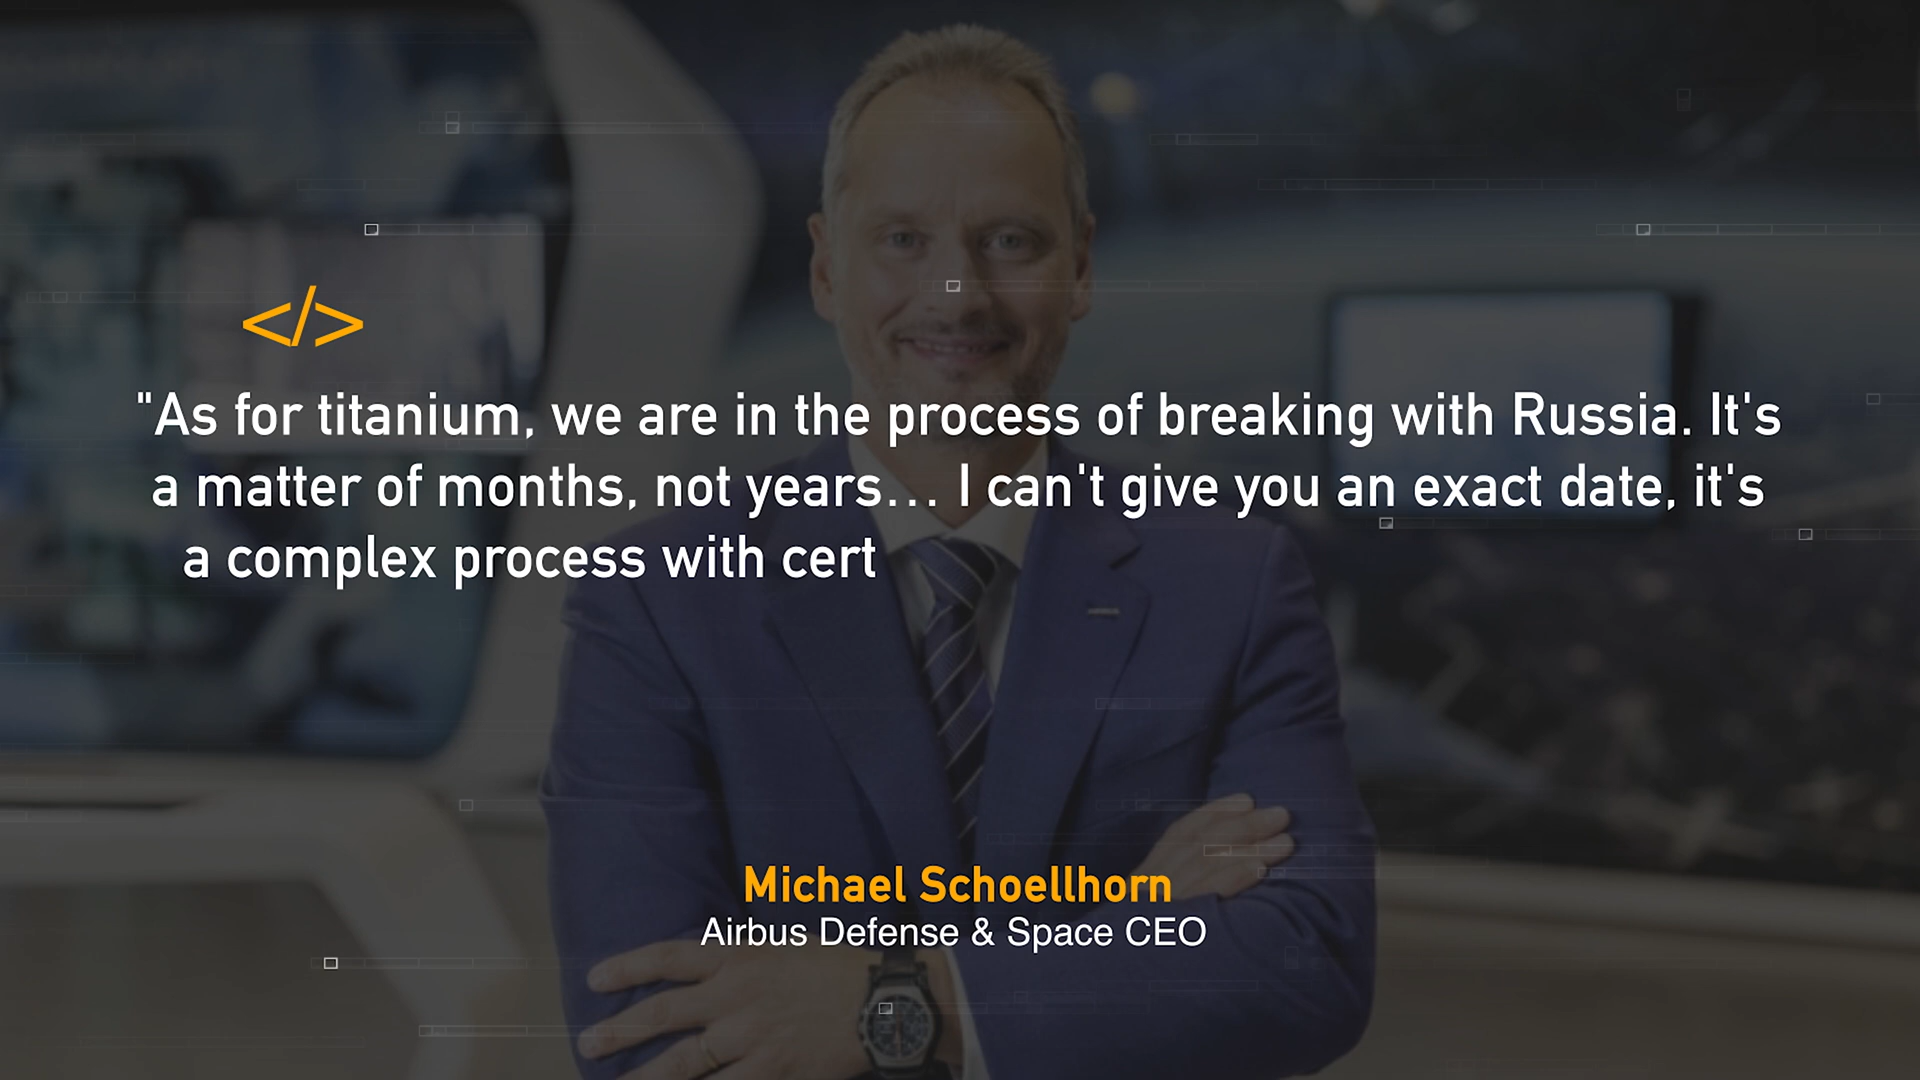 </>
"As for titanium, we are in the process of breaking with Russia. It's
a matter of months, not years... I can't give you an exact date, it's
a complex process with cert
Michael Schoellhorn
Airbus Defense & Space CEO